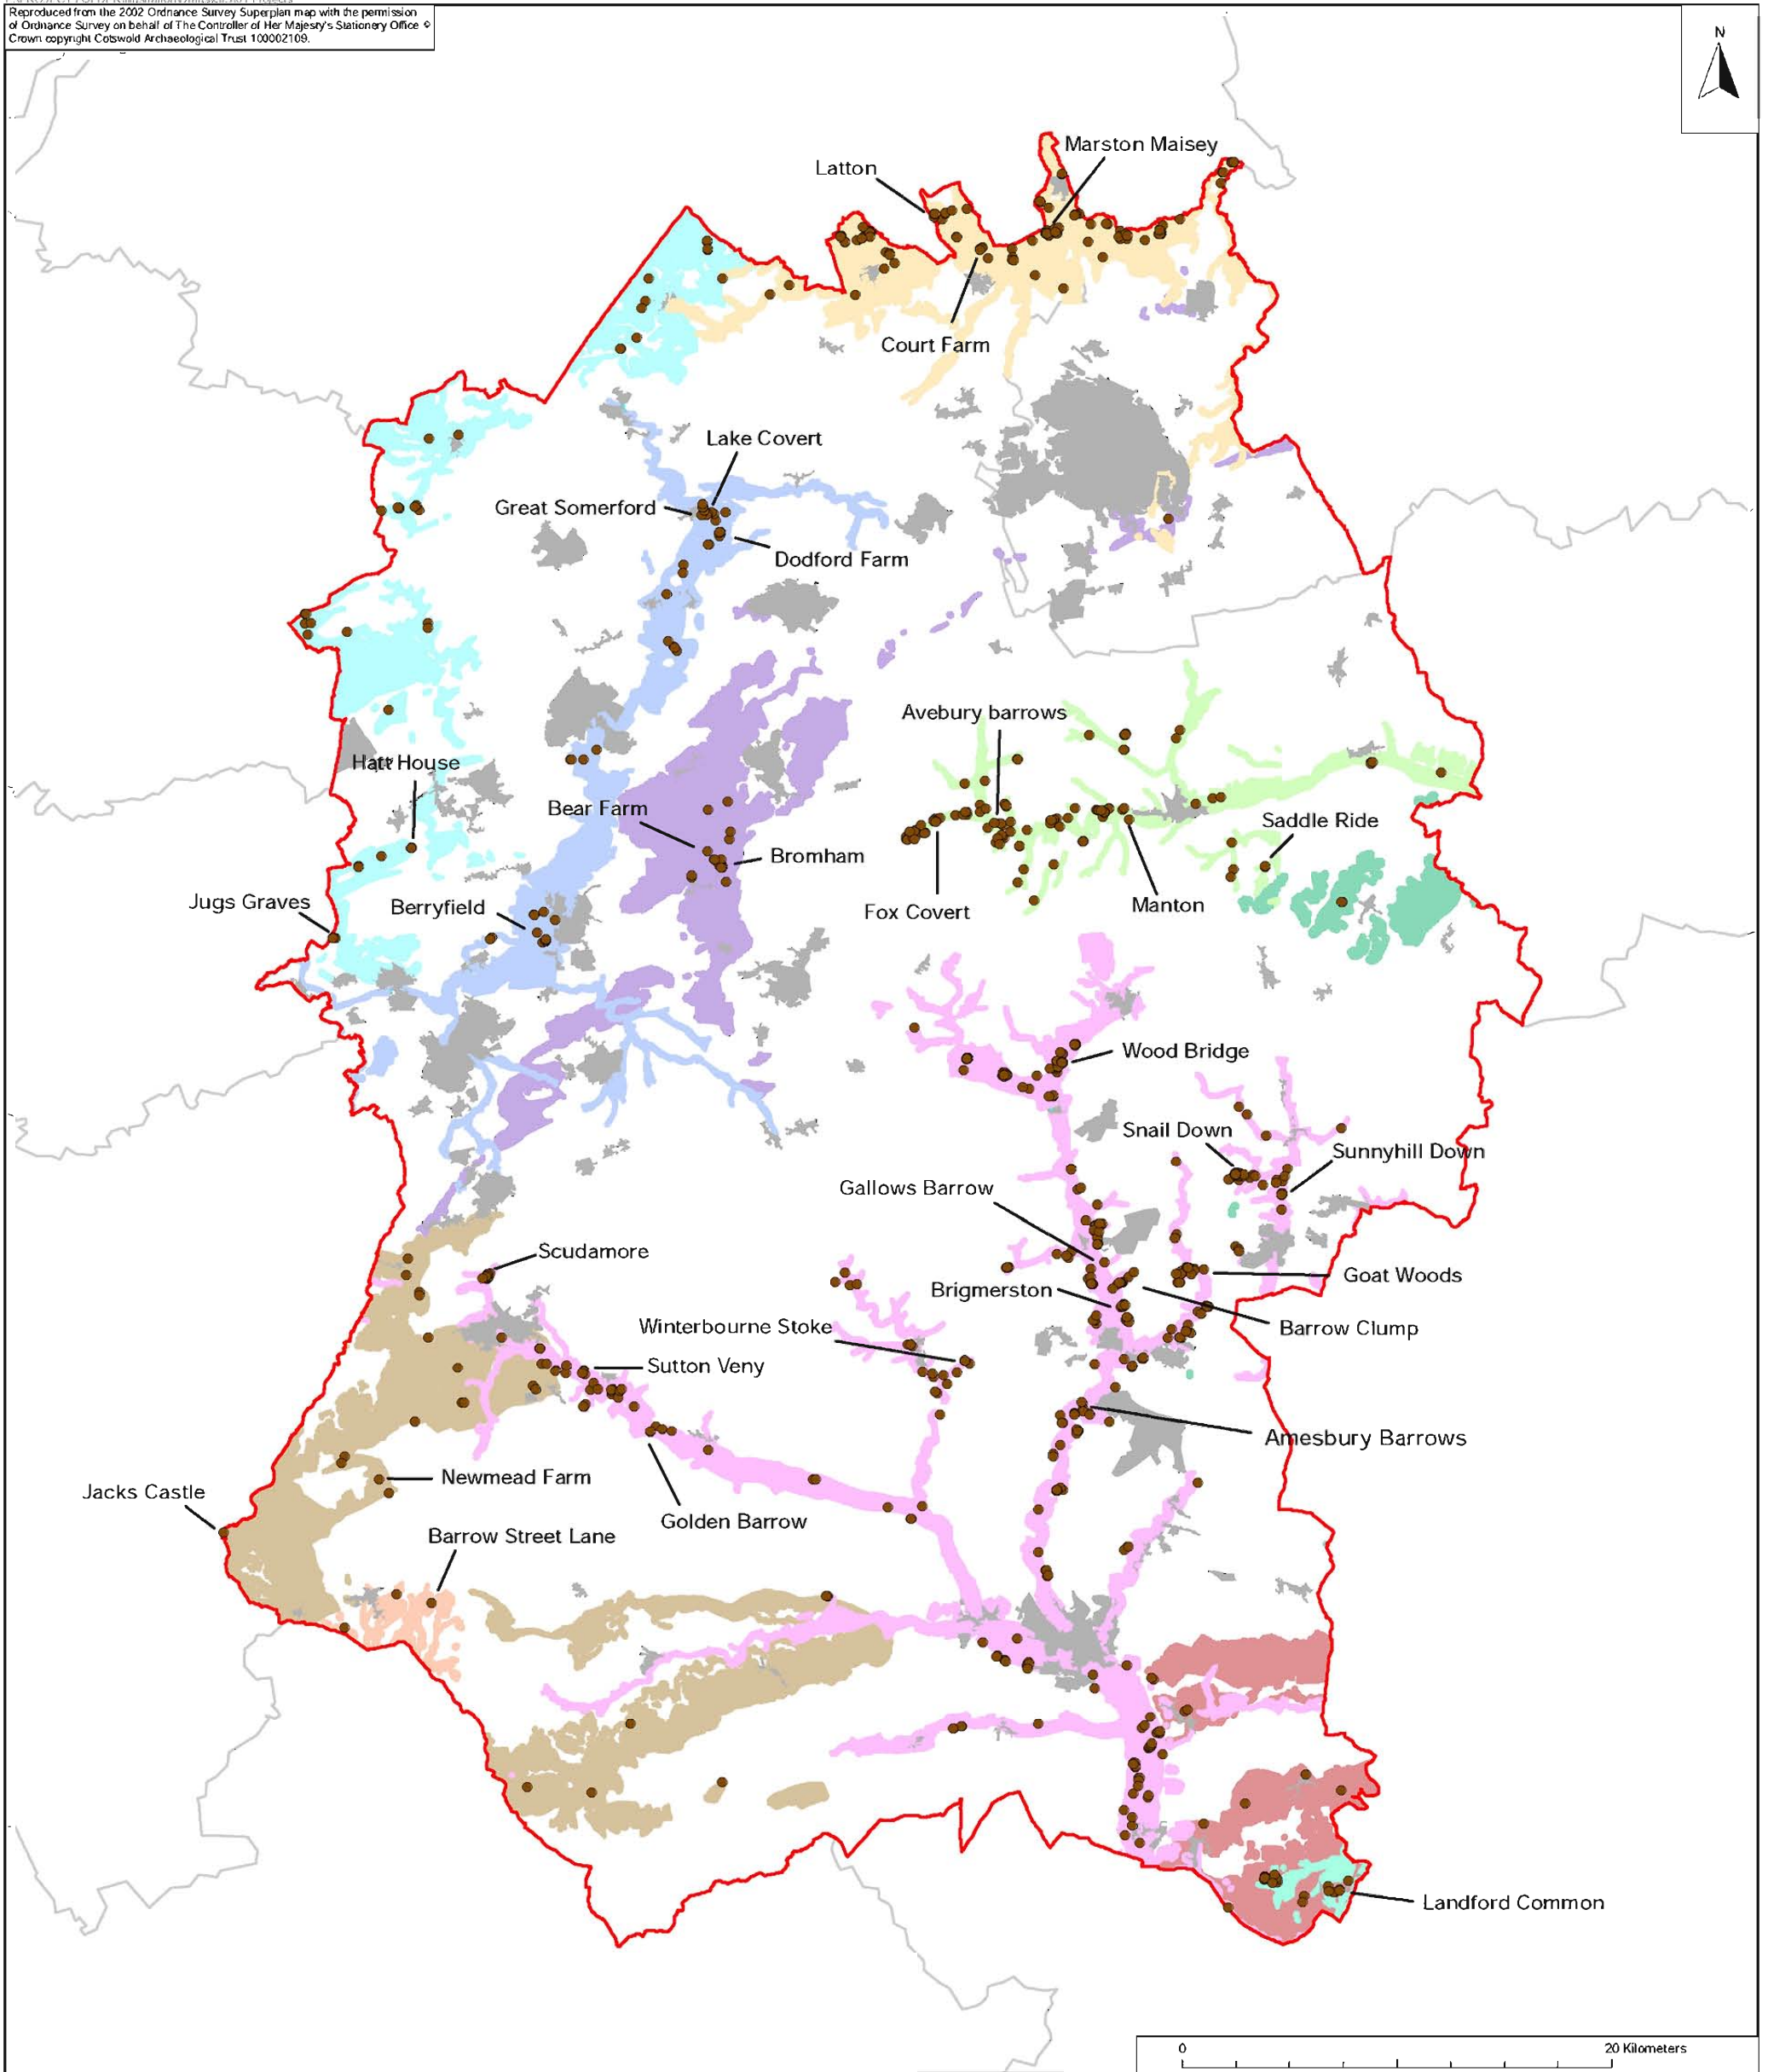 Reproduced from the 2002 Ordnance Survey Superplan map with the permission
of Ordnance Survey on behalf of The Controller of Her Majesty's Stationery Office ©
Crown copyright Cotswold Archaeological Trust 100002109.
N
Marston Maisey
Latton
Court Farm
Lake Covert
Great Somerford
Dodford Farm
Avebury barrows
Hatt House
Bear Farm
Saddle Ride
Bromham
Jugs Graves
Berryfield
Fox Covert
Manton
Wood Bridge
Snail Down
Sunnyhill Down
Gallows Barrow
Scudamore
Goat Woods
Brigmerston
Winterbourne Stoke
Barrow Clump
Sutton Veny
Amesbury Barrows
Newmead Farm
Jacks Castle
Golden Barrow
Barrow Street Lane
Landford Common
0 20 Kilometers